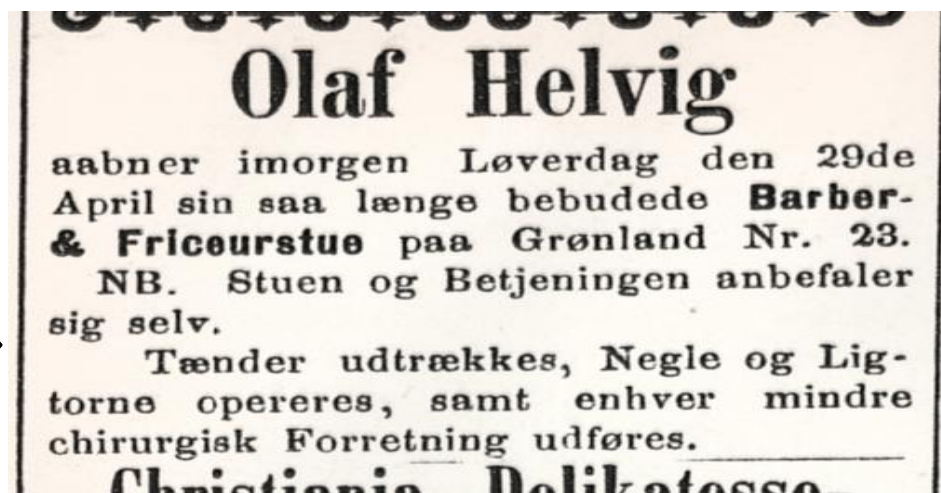 Olaf Helvig
aabner imorgen Løverdag den 29de
April sin saa længe bebudede Barber-
& Friceurstue paa Grønland Nr. 23.
NB. Stuen og Betjeningen anbefaler
sig selv.
Tænder udtrækkes, Negle og Lig-
torne opereres, samt enhver mindre
chirurgisk Forretning udføres.
Christiania Delikatesse-